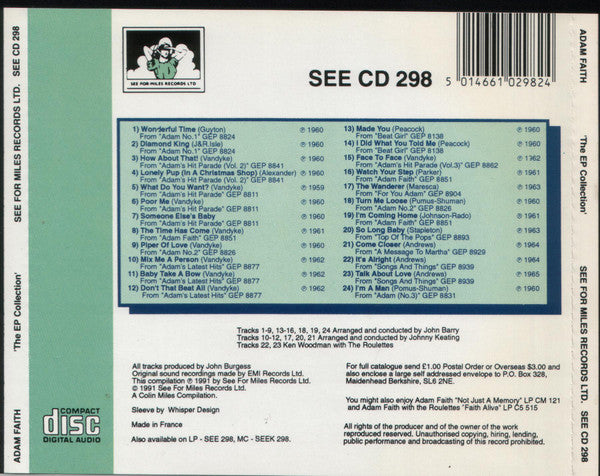 SEE FOR MILES RECORDS LTD.
SEE CD 298
5 014661 029824
1) Wonderful Time (Guyton) ℗ 1960
From "Adam No.1" GEP 8824
2) Diamond King (J&R.Isle) ℗ 1960
From "Adam No.1" GEP 8824
3) How About That! (Vandyke) ℗ 1960
From "Adam's Hit Parade (Vol. 2)" GEP 8841
4) Lonely Pup (In a Christmas Shop) (Alexander) ℗ 1960
From "Adam's Hit Parade (Vol. 2)" GEP 8841
5) What Do You Want? (Vandyke) ℗ 1959
From "Adam's Hit Parade" GEP 8811
6) Poor Me (Vandyke) ℗ 1960
From "Adam's Hit Parade" GEP 8811
7) Someone Else's Baby ℗ 1960
From "Adam's Hit Parade" GEP 8811
8) The Time Has Come (Vandyke) ℗ 1961
From "Adam Faith" GEP 8851
9) Piper Of Love (Vandyke) ℗ 1960
From "Adam No.2" GEP 8826
10) Mix Me A Person (Vandyke) ℗ 1962
From "Adam's Latest Hits" GEP 8877
11) Baby Take A Bow (Vandyke) ℗ 1962
From "Adam's Latest Hits" GEP 8877
12) Don't That Beat All (Vandyke) ℗ 1962
From "Adam's Latest Hits" GEP 8877
13) Made You (Peacock) ℗ 1960
From "Beat Girl" GEP 8138
14) I Did What You Told Me (Peacock) ℗ 1960
From "Beat Girl" GEP 8138
15) Face To Face (Vandyke) ℗ 1962
From "Adam's Hit Parade (Vol.3)" GEP 8862
16) Watch Your Step (Parker) ℗ 1961
From "Adam Faith" GEP 8851
17) The Wanderer (Maresca) ℗ 1963
From "For You Adam" GEP 8904
18) Turn Me Loose (Pumus-Shuman) ℗ 1960
From "Adam No.2" GEP 8826
19) I'm Coming Home (Johnson-Rado) ℗ 1961
From "Adam Faith" GEP 8851
20) So Long Baby (Stapleton) ℗ 1963
From "Top Of The Pops" GEP 8893
21) Come Closer (Andrews) ℗ 1964
From "A Message To Martha" GEP 8929
22) It's Alright (Andrews) ℗ 1964
From "Songs And Things" GEP 8939
23) Talk About Love (Andrews) ℗ 1965
From "Songs And Things" GEP 8939
24) I'm A Man (Pomus-Shuman) ℗ 1960
From "Adam (No.3)" GEP 8831
Tracks 1-9, 13-16, 18, 19, 24 Arranged and conducted by John Barry
Tracks 10-12, 17, 20, 21 Arranged and conducted by Johnny Keating
Tracks 22, 23 Ken Woodman with The Roulettes
All tracks produced by John Burgess
Original sound recordings made by EMI Records Ltd.
This compilation ℗ 1991 by See For Miles Records Ltd.
© 1991 See For Miles Records Ltd.
A Colin Miles Compilation.
Sleeve by Whisper Design
Made in France
Also available on LP - SEE 298, MC - SEEK 298.
For full catalogue send £1.00 Postal Order or Overseas $3.00 and
also enclose a large self addressed envelope to P.O. Box 328,
Maidenhead Berkshire, SL6 2NE.
You might also enjoy Adam Faith "Not Just A Memory" LP CM 121
and Adam Faith with the Roulettes "Faith Alive" LP C5 515
All rights of the producer and of the owner of the work
reproduced reserved. Unauthorised copying, hiring, lending,
public performance and broadcasting of this record prohibited.
COMPACT
disc
DIGITAL AUDIO
ADAM FAITH 'The EP Collection' SEE FOR MILES RECORDS LTD. SEE CD 298
ADAM FAITH 'The EP Collection' SEE FOR MILES RECORDS LTD. SEE CD 298